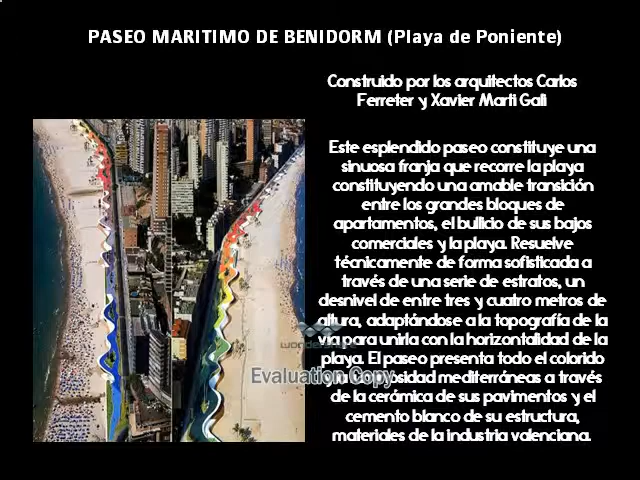 PASEO MARITIMO DE BENIDORM (Playa de Poniente)
Construido por los arquitectos Carlos
Ferreter y Xavier Marti Gali
Este esplendido paseo constituye una
sinuosa franja que recorre la playa
constituyendo una amable transición
entre los grandes bloques de
apartamentos, el bullicio de sus bajos
comerciales y la playa. Resuelve
técnicamente de forma sofisticada a
través de una serie de estratos, un
desnivel de entre tres y cuatro metros de
altura, adaptándose a la topografía de la
vía para unirla con la horizontalidad de la
playa. El paseo presenta todo el colorido
mediterráneas a través
de la cerámica de sus pavimentos y el
cemento blanco de su estructura,
materiales de la industria valenciana.
Evaluation Copy